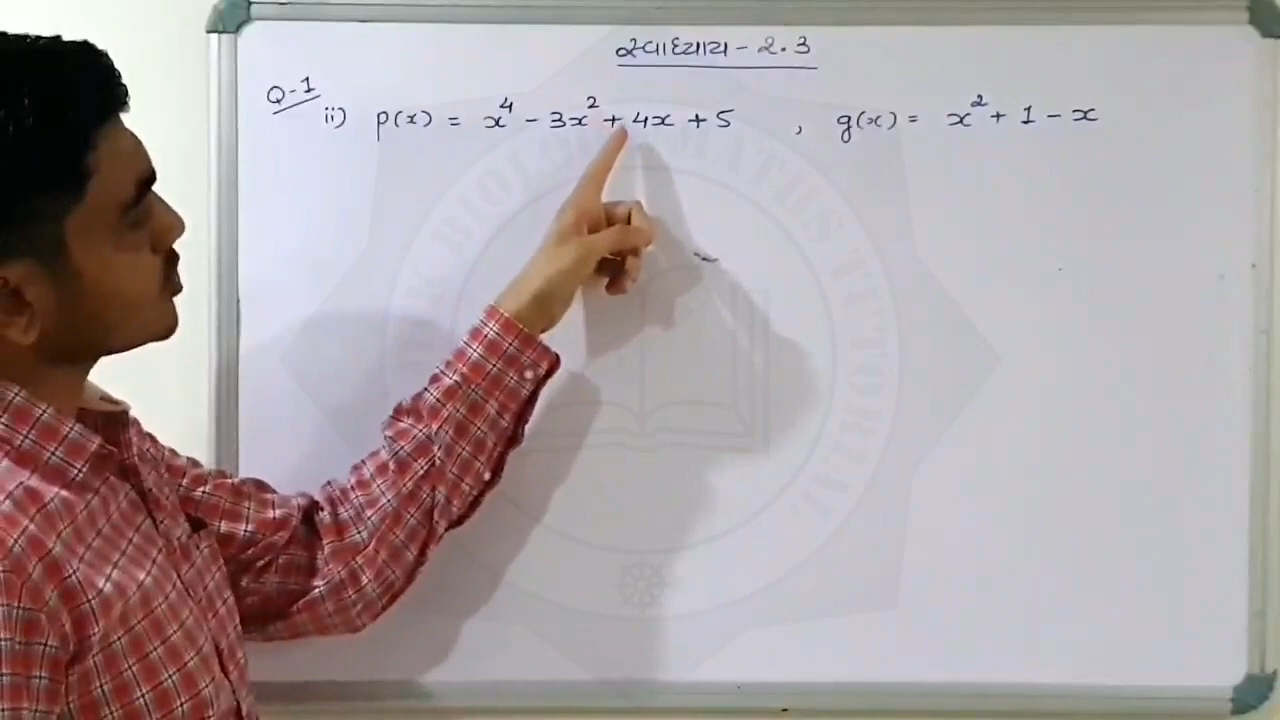 સ્વાધ્યાય - 2.3
Q-1
ii) p(x) = x⁴ - 3x² + 4x + 5 , g(x) = x² + 1 - x